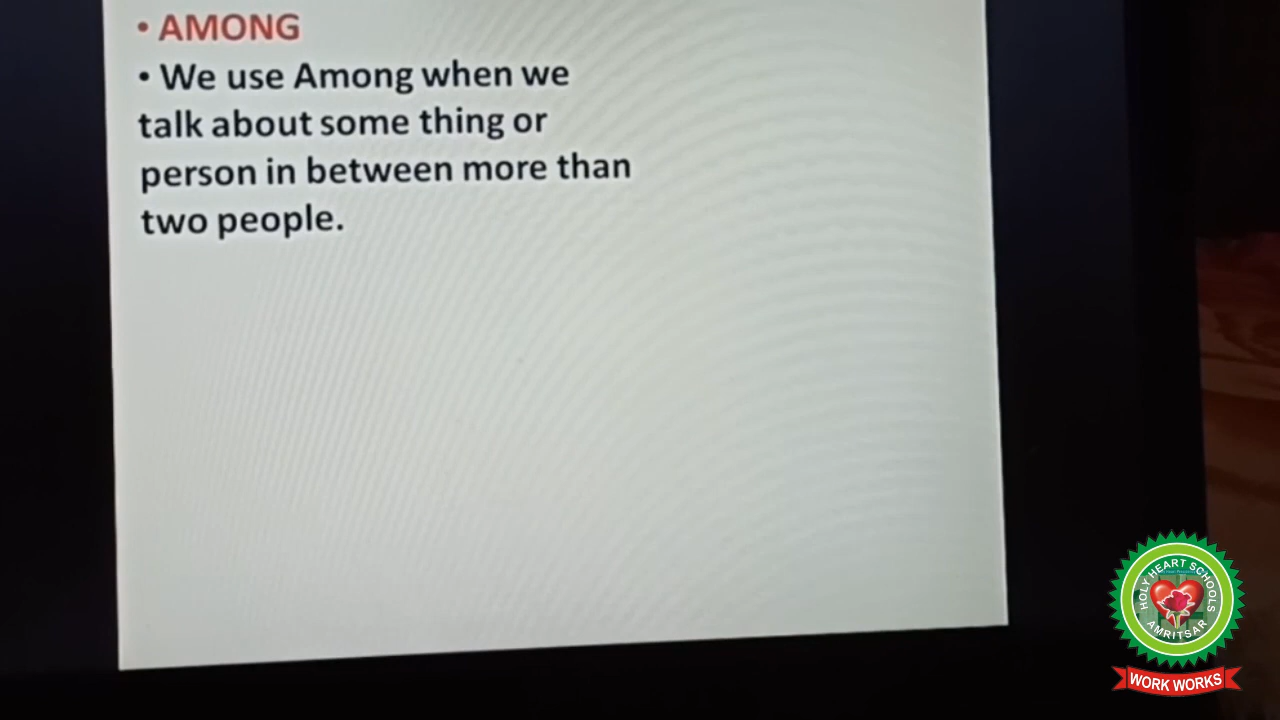 • AMONG
• We use Among when we
talk about some thing or
person in between more than
two people.
HOLY HEART SCHOOLS
AMRITSAR
WORK WORKS